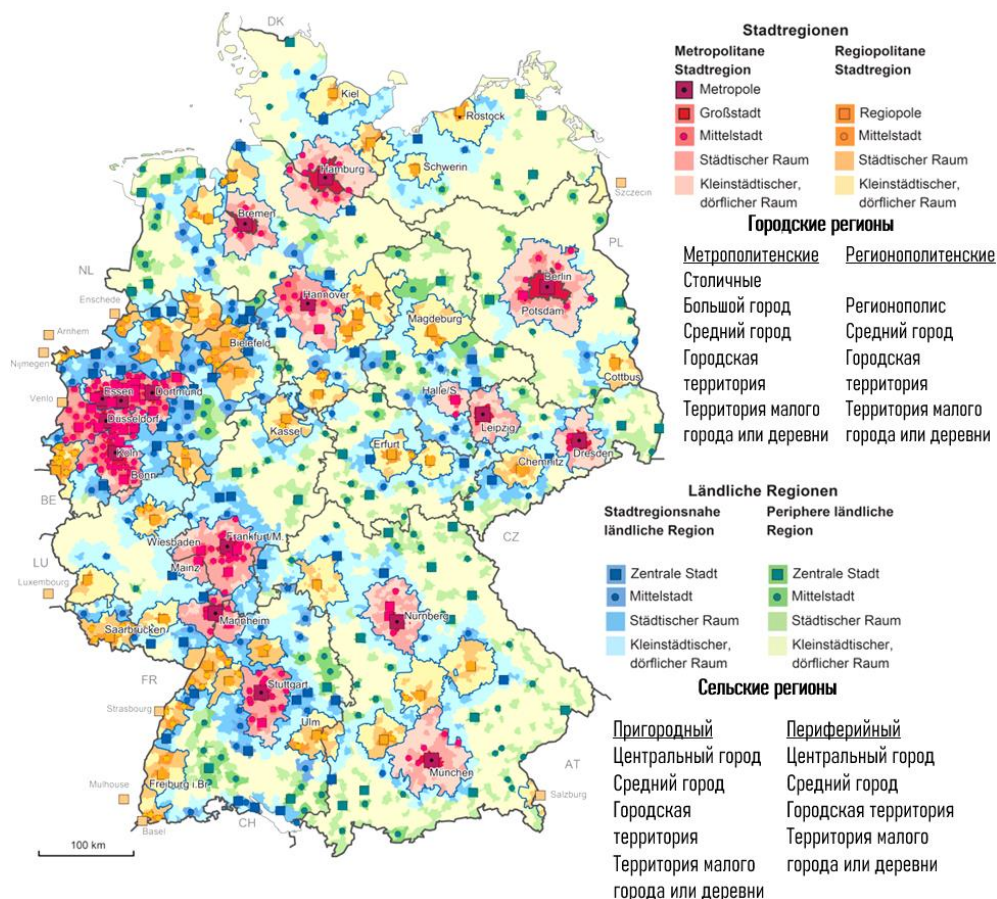 DK
Kiel
Rostock
Schwerin
Hamburg
Szczecin
Bremen
NL
PL
Berlin
Hannover
Potsdam
Enschede
Magdeburg
Arnhem
Bielefeld
Nijmegen
Cottbus
Essen
Dortmund
Halle/S.
Venlo
Düsseldorf
Leipzig
Kassel
Erfurt
Dresden
Köln
Chemnitz
Bonn
BE
CZ
Wiesbaden
Frankfurt/M.
LU
Mainz
Luxembourg
Nürnberg
Mannheim
Saarbrücken
FR
Stuttgart
Strasbourg
Ulm
München
AT
Mulhouse
Freiburg i.Br.
Salzburg
CH
Basel
100 km
Stadtregionen
Metropolitane Regiopolitane
Stadtregion Stadtregion
Metropole
Großstadt Regiopole
Mittelstadt Mittelstadt
Städtischer Raum Städtischer Raum
Kleinstädtischer, Kleinstädtischer,
dörflicher Raum dörflicher Raum
Городские регионы
Метрополитенские Регионополитенские
Столичные
Большой город Регионополис
Средний город Средний город
Городская Городская
территория территория
Территория малого Территория малого
города или деревни города или деревни
Ländliche Regionen
Stadtregionsnahe Periphere ländliche
ländliche Region Region
Zentrale Stadt Zentrale Stadt
Mittelstadt Mittelstadt
Städtischer Raum Städtischer Raum
Kleinstädtischer, Kleinstädtischer,
dörflicher Raum dörflicher Raum
Сельские регионы
Пригородный Периферийный
Центральный город Центральный город
Средний город Средний город
Городская Городская территория
территория Территория малого
Территория малого города или деревни
города или деревни